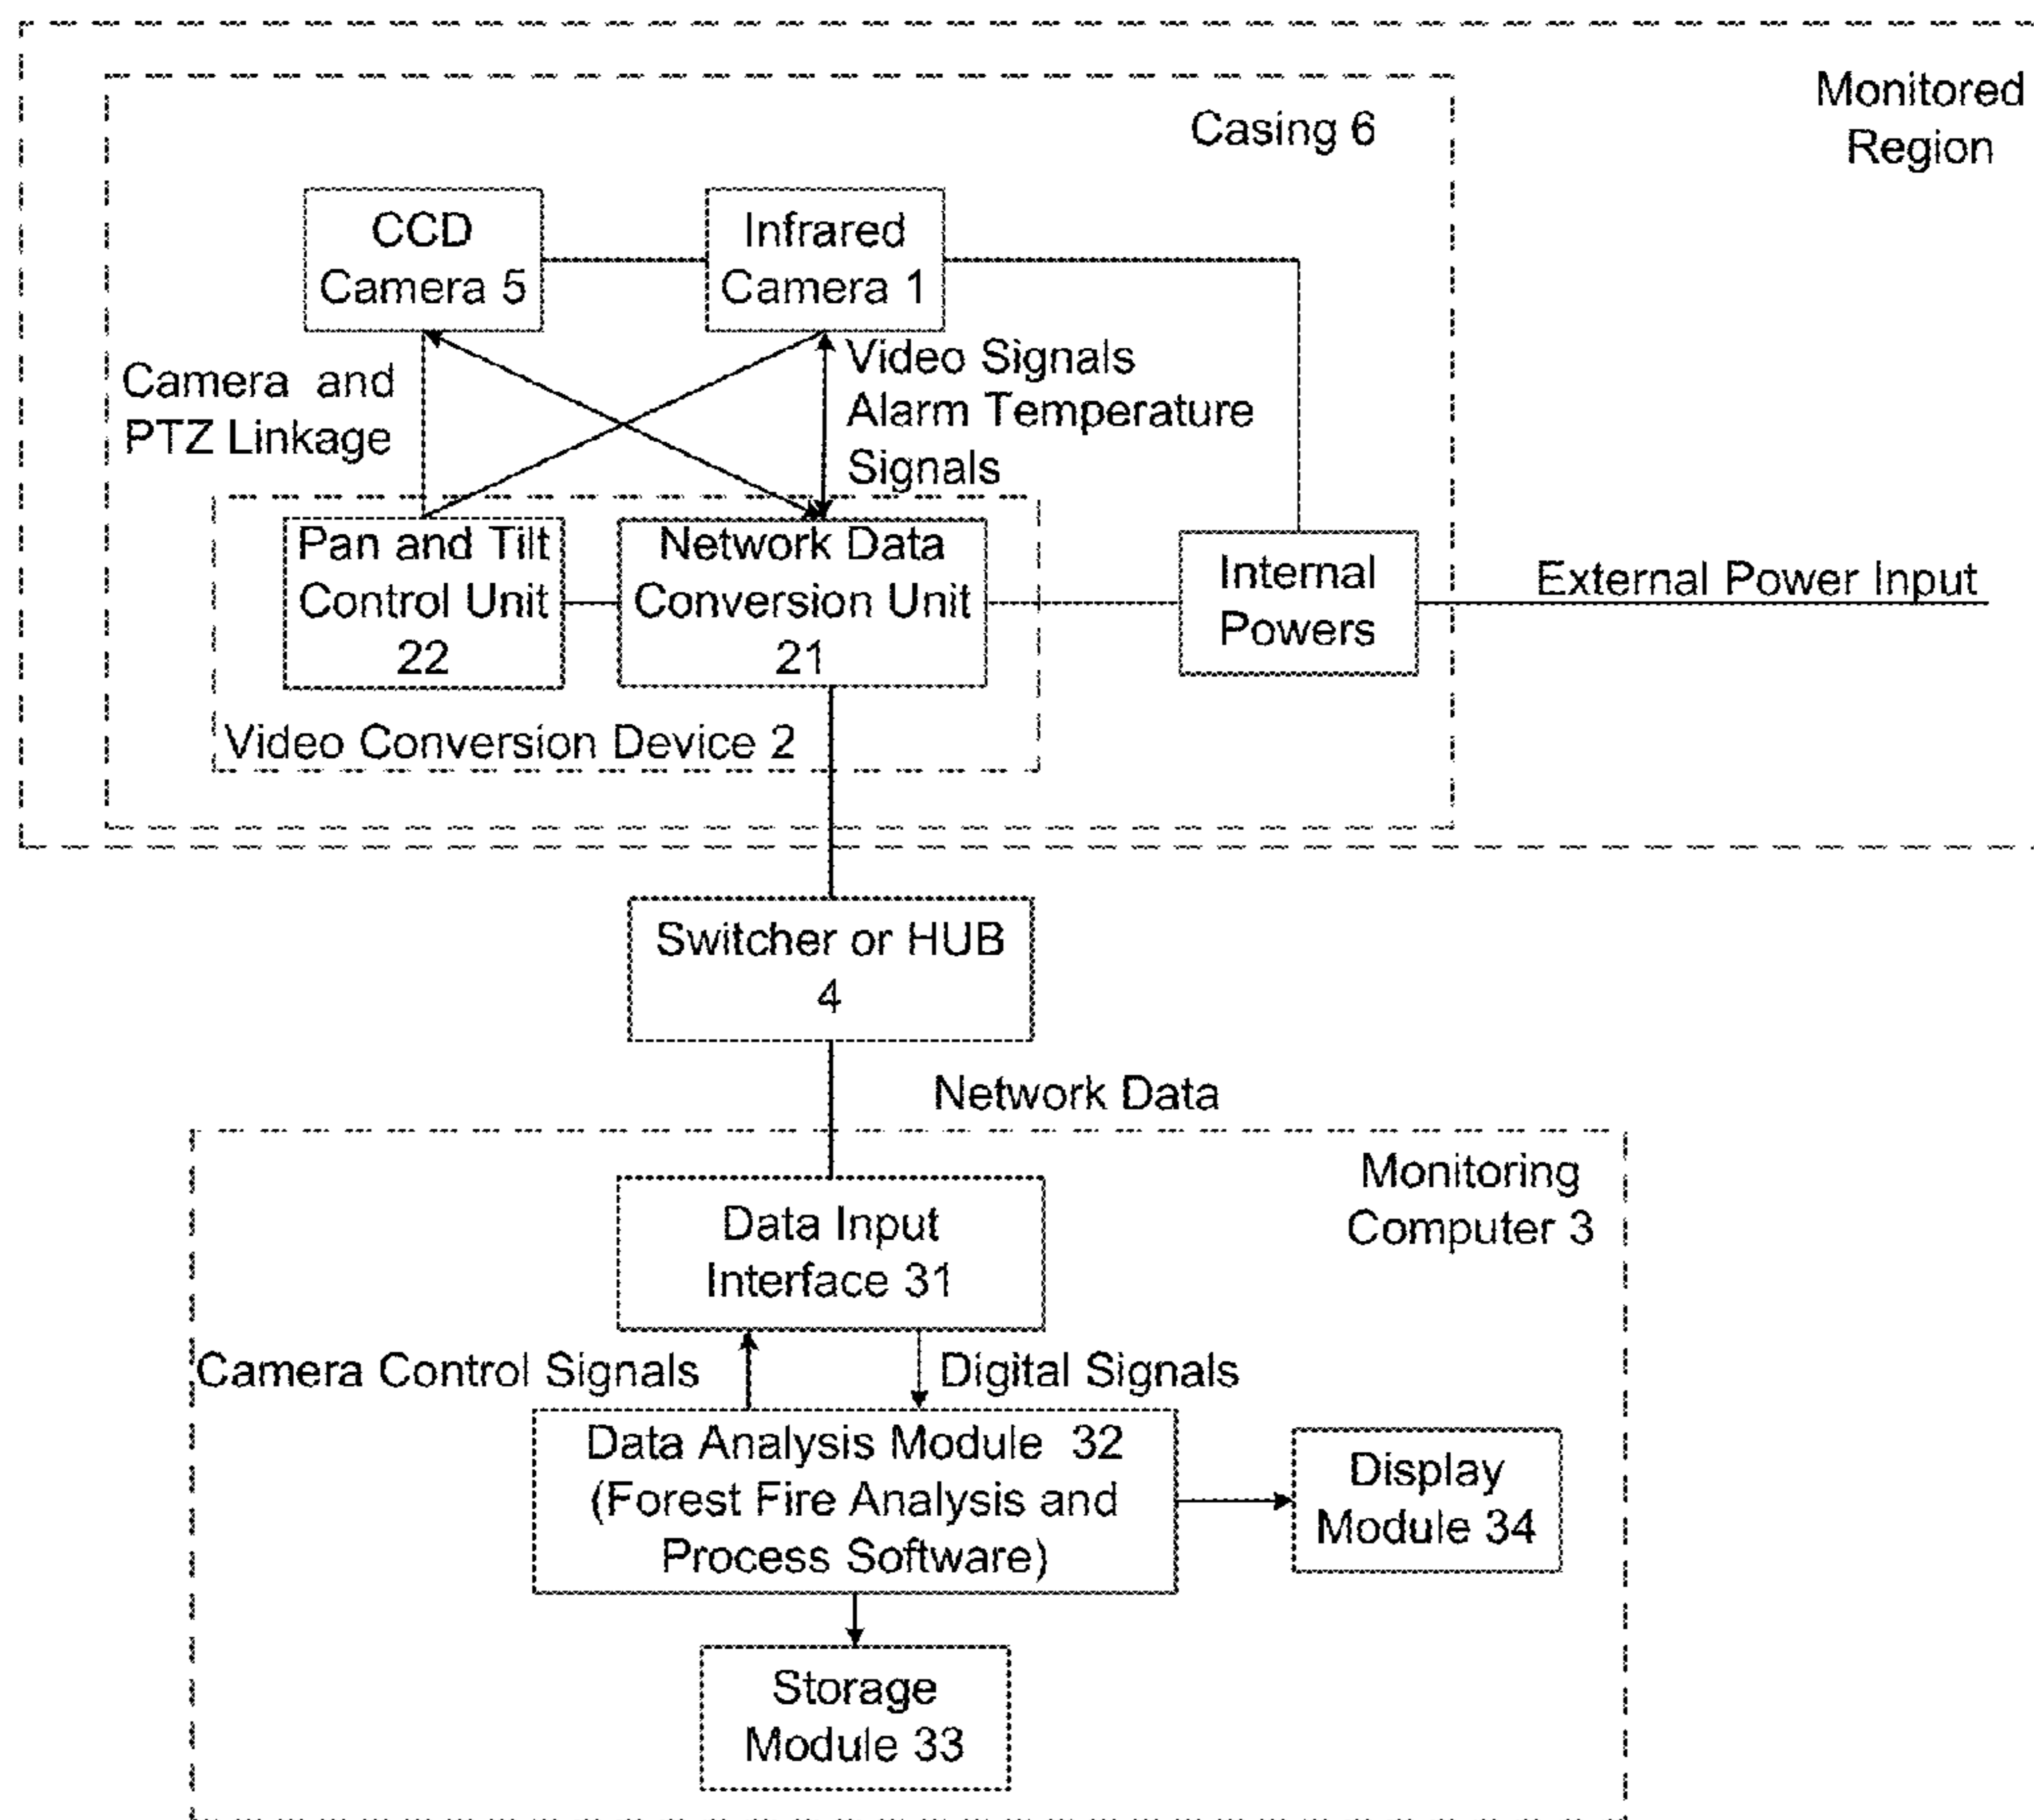 Monitored
Region
Casing 6
CCD
Camera 5
Infrared
Camera 1
Camera and
PTZ Linkage
Video Signals
Alarm Temperature
Signals
Pan and Tilt
Control Unit
22
Network Data
Conversion Unit
21
Internal
Powers
External Power Input
Video Conversion Device 2
Switcher or HUB
4
Network Data
Monitoring
Computer 3
Data Input
Interface 31
Camera Control Signals
Digital Signals
Data Analysis Module 32
(Forest Fire Analysis and
Process Software)
Display
Module 34
Storage
Module 33